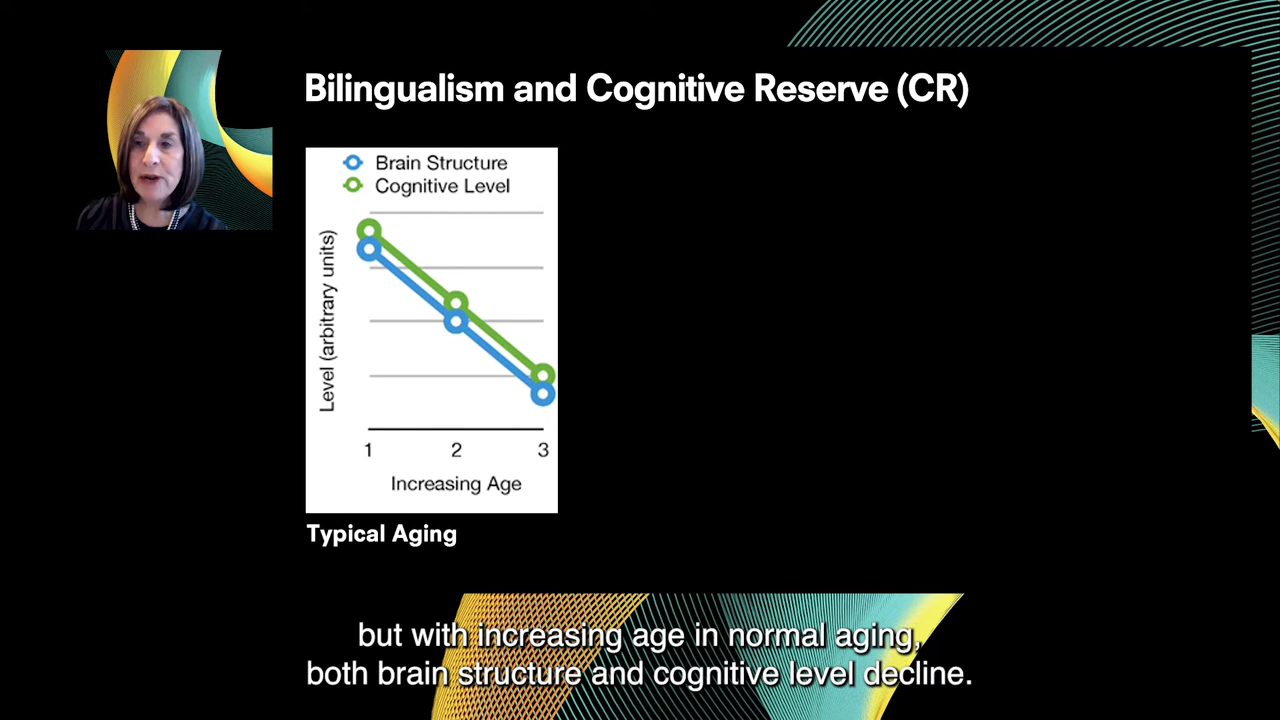 Bilingualism and Cognitive Reserve (CR)
Brain Structure
Cognitive Level
Level (arbitrary units)
1 2 3
Increasing Age
Typical Aging
but with increasing age in normal aging,
both brain structure and cognitive level decline.